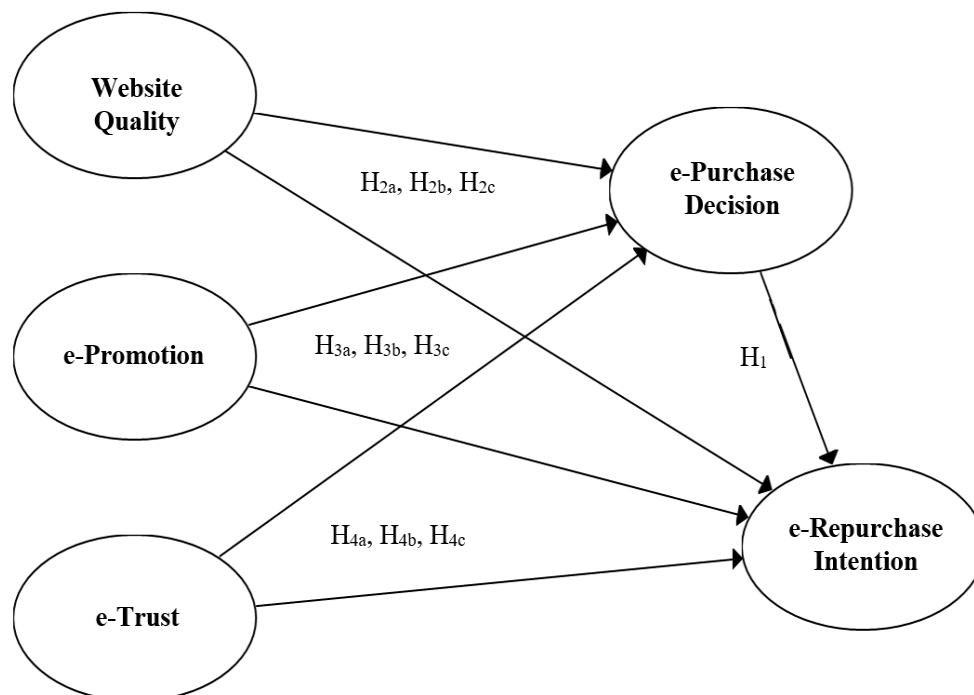 Website
Quality
e-Purchase
Decision
H2a, H2b, H2c
e-Promotion
H3a, H3b, H3c
H1
e-Repurchase
Intention
H4a, H4b, H4c
e-Trust